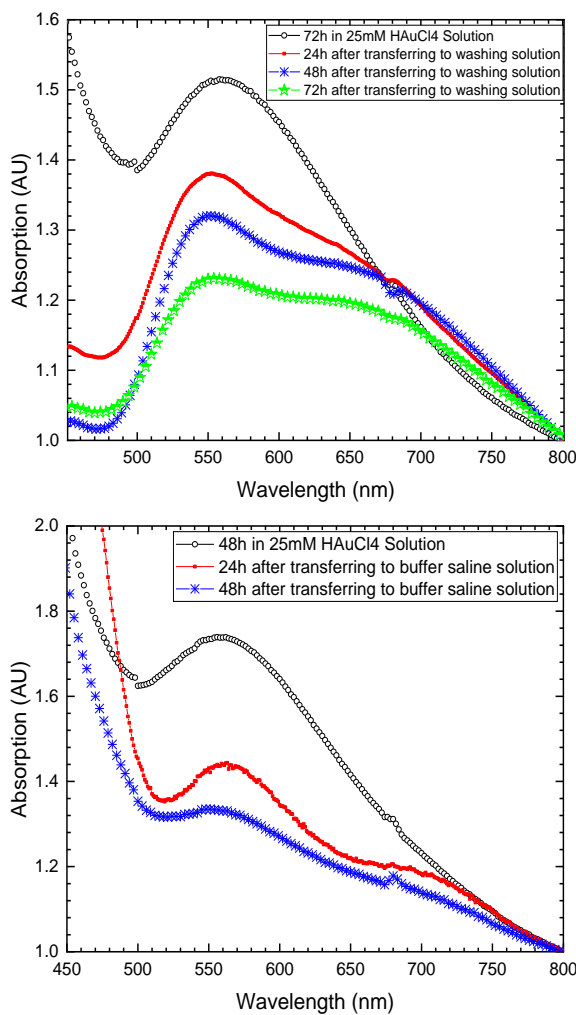 72h in 25mM HAuCl4 Solution
24h after transferring to washing solution
48h after transferring to washing solution
72h after transferring to washing solution
1.6
1.5
1.4
1.3
1.2
1.1
1.0
Absorption (AU)
500 550 600 650 700 750 800
Wavelength (nm)
48h in 25mM HAuCl4 Solution
24h after transferring to buffer saline solution
48h after transferring to buffer saline solution
2.0
1.8
1.6
1.4
1.2
1.0
Absorption (AU)
450 500 550 600 650 700 750 800
Wavelength (nm)